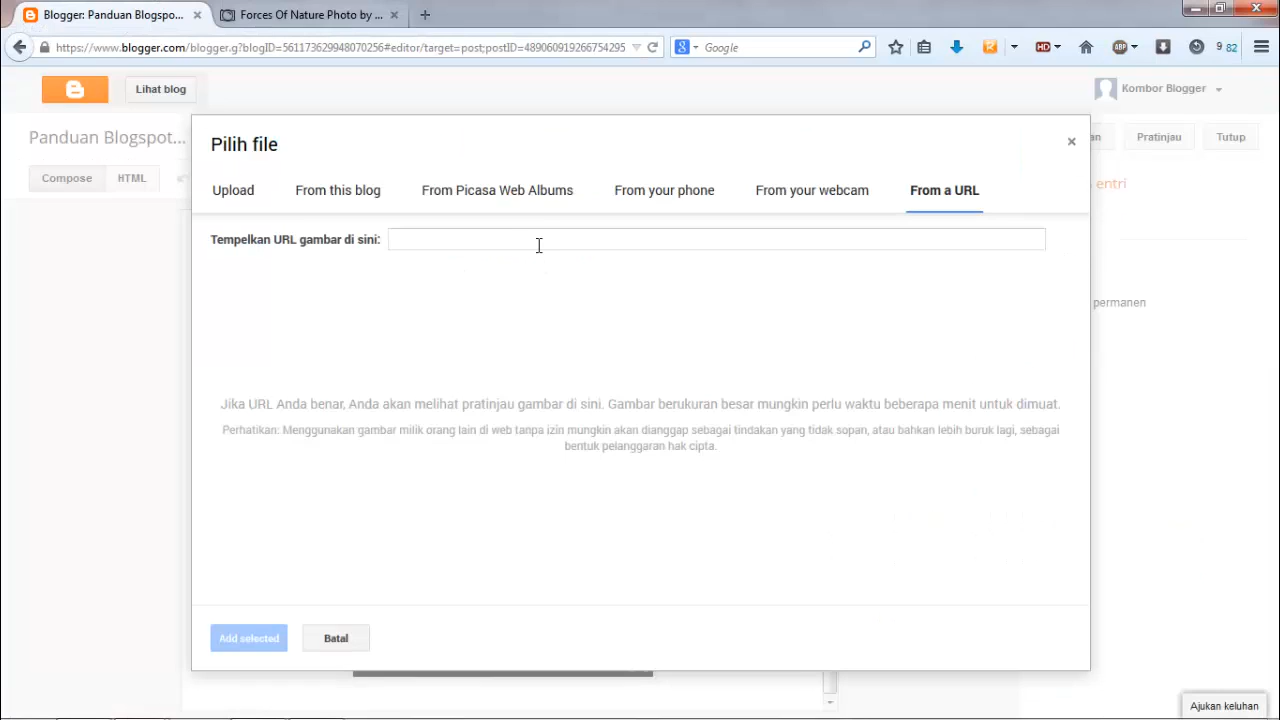 Blogger: Panduan Blogspot...
Forces Of Nature Photo by ...
https://www.blogger.com/blogger.g?blogID=561173629948070256#editor/target=post;postID=489060919266754295
Google
HD
ABP
9 82
Lihat blog
Kombor Blogger
Panduan Blogspot...
an
Pratinjau
Tutup
Compose
HTML
entri
permanen
Pilih file
Upload
From this blog
From Picasa Web Albums
From your phone
From your webcam
From a URL
Tempelkan URL gambar di sini:
Jika URL Anda benar, Anda akan melihat pratinjau gambar di sini. Gambar berukuran besar mungkin perlu waktu beberapa menit untuk dimuat.
Perhatikan: Menggunakan gambar milik orang lain di web tanpa izin mungkin akan dianggap sebagai tindakan yang tidak sopan, atau bahkan lebih buruk lagi, sebagai
bentuk pelanggaran hak cipta.
Add selected
Batal
Ajukan keluhan